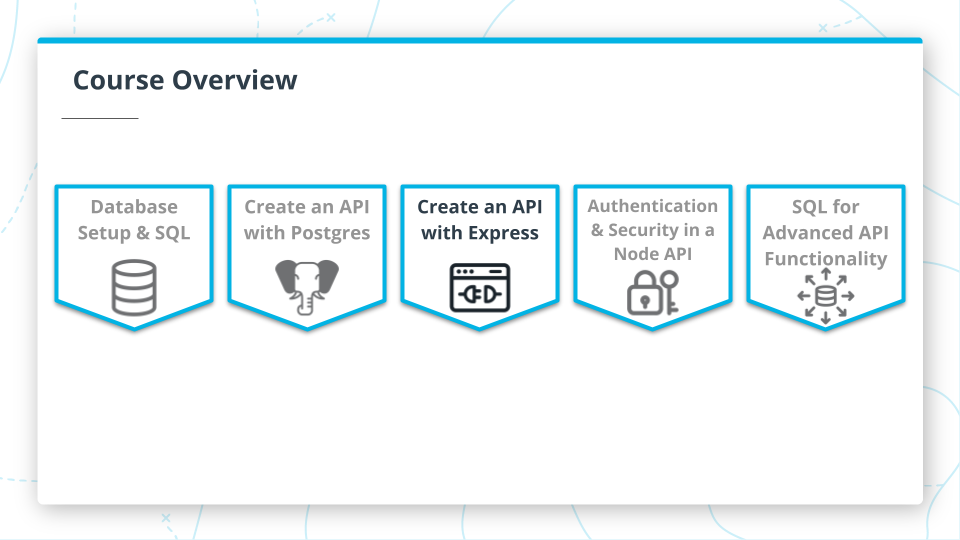 Course Overview
Database
Setup & SQL
Create an API
with Postgres
Create an API
with Express
Authentication
& Security in a
Node API
SQL for
Advanced API
Functionality